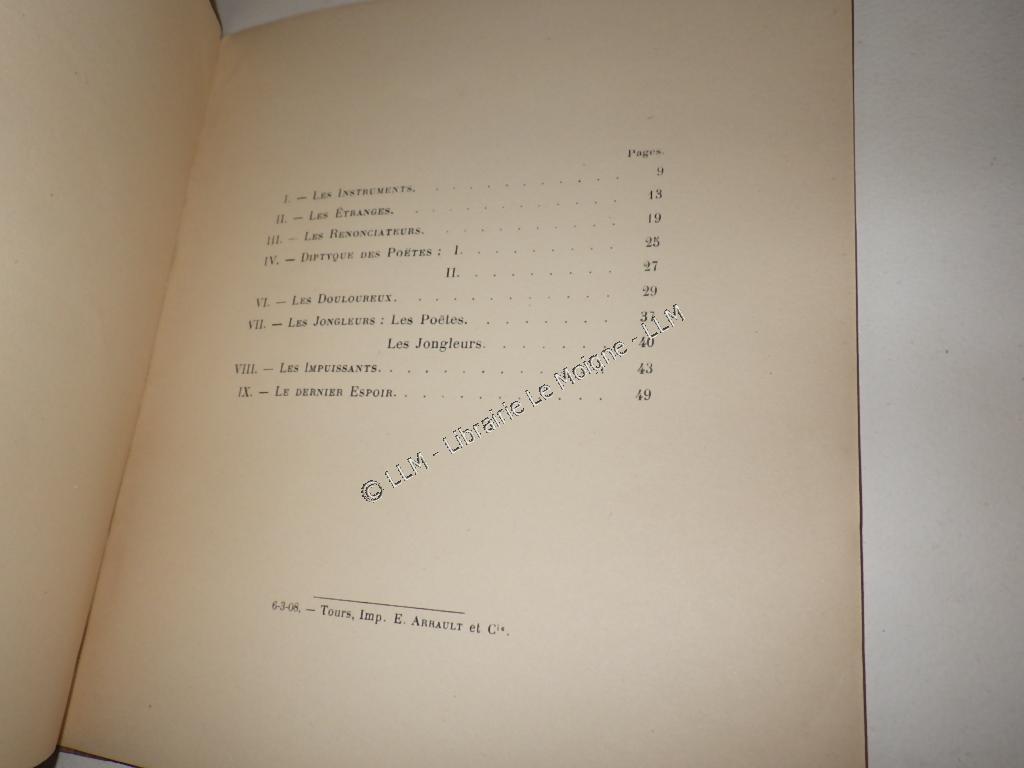 Pages.
I. — Les Instruments. . . . . . . . . . . . 9
II. — Les Étranges. . . . . . . . . . . . 13
III. — Les Renonciateurs. . . . . . . . . . . 19
IV. — Diptyque des Poëtes : I. . . . . . . . . 25
II. . . . . . . . . 27
VI. — Les Douloureux. . . . . . . . . . . . 29
VII. — Les Jongleurs : Les Poëtes. . . . . . . . 37
Les Jongleurs. . . . . . . 40
VIII. — Les Impuissants. . . . . . . . . . . . 43
IX. — Le dernier Espoir. . . . . . . . . . . 49
© LLM - Librairie Le Moigne - LLM
6-3-08. — Tours, Imp. E. Arrault et Cie.